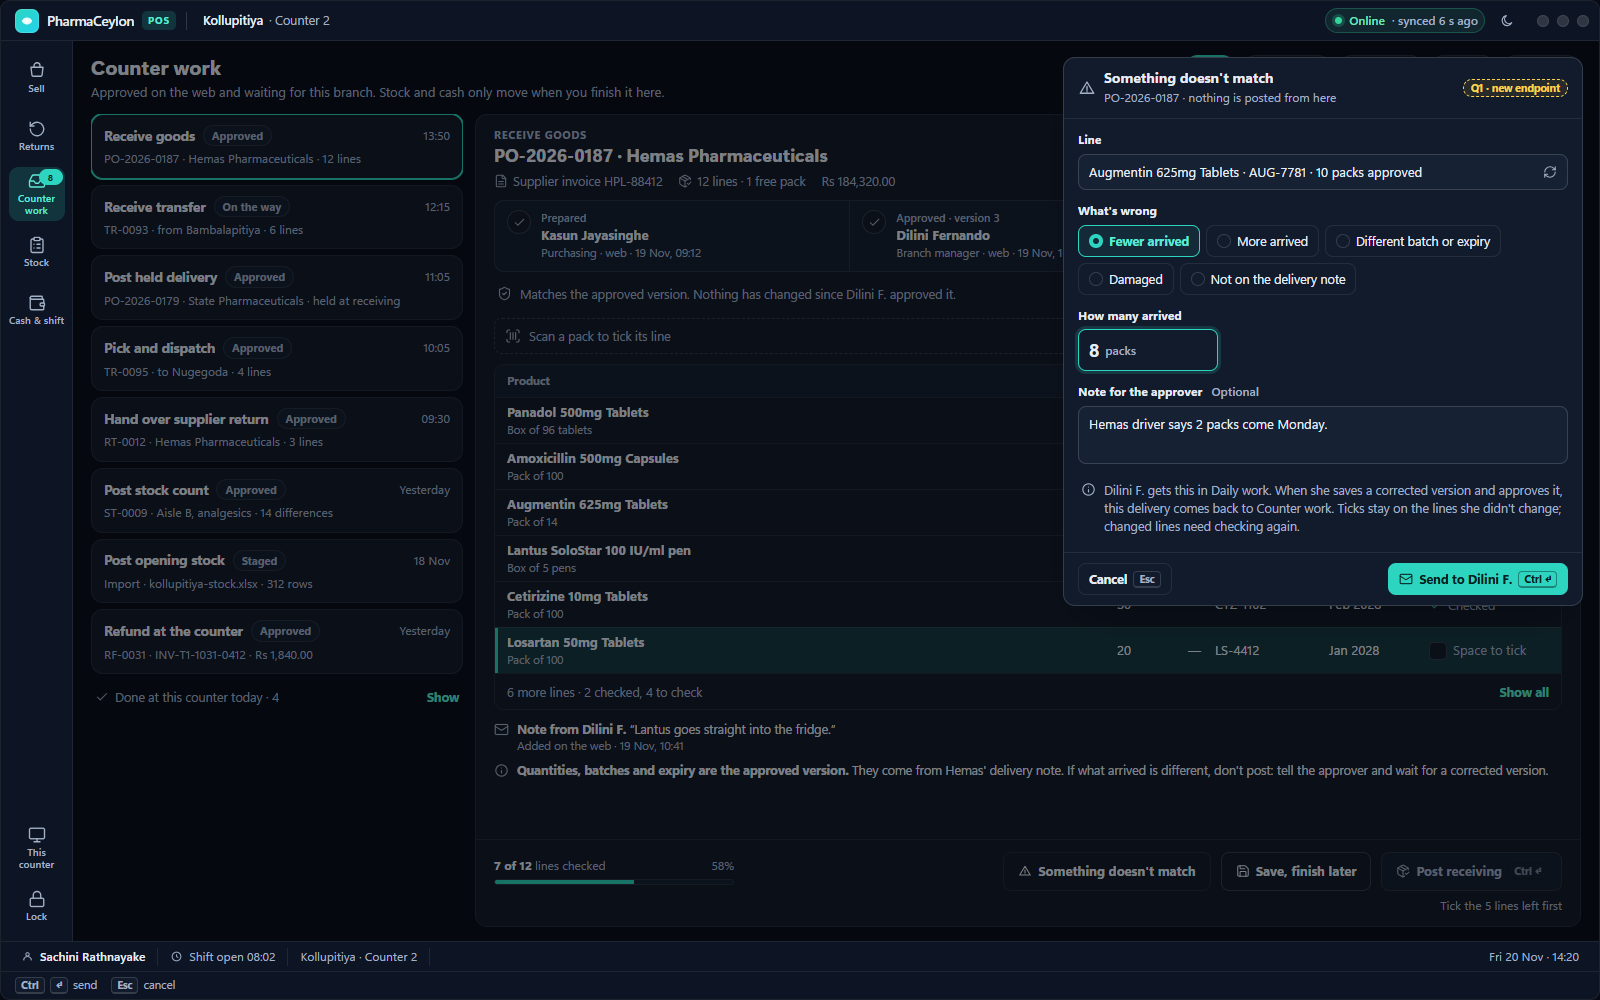 PharmaCeylon POS Kollupitiya · Counter 2 Online · synced 6 s ago
Sell
Returns
8
Counter
work
Stock
Cash & shift
This
counter
Lock
Counter work
Approved on the web and waiting for this branch. Stock and cash only move when you finish it here.
Receive goods Approved 13:50
PO-2026-0187 · Hemas Pharmaceuticals · 12 lines
Receive transfer On the way 12:15
TR-0093 · from Bambalapitiya · 6 lines
Post held delivery Approved 11:05
PO-2026-0179 · State Pharmaceuticals · held at receiving
Pick and dispatch Approved 10:05
TR-0095 · to Nugegoda · 4 lines
Hand over supplier return Approved 09:30
RT-0012 · Hemas Pharmaceuticals · 3 lines
Post stock count Approved Yesterday
ST-0009 · Aisle B, analgesics · 14 differences
Post opening stock Staged 18 Nov
Import · kollupitiya-stock.xlsx · 312 rows
Refund at the counter Approved Yesterday
RF-0031 · INV-T1-1031-0412 · Rs 1,840.00
Done at this counter today · 4 Show
RECEIVE GOODS
PO-2026-0187 · Hemas Pharmaceuticals
Supplier invoice HPL-88412 12 lines · 1 free pack Rs 184,320.00
Prepared
Kasun Jayasinghe
Purchasing · web · 19 Nov, 09:12
Approved · version 3
Dilini Fernando
Branch manager · web · 19 Nov, 1
Matches the approved version. Nothing has changed since Dilini F. approved it.
Scan a pack to tick its line
Product
Panadol 500mg Tablets
Box of 96 tablets
Amoxicillin 500mg Capsules
Pack of 100
Augmentin 625mg Tablets
Pack of 14
Lantus SoloStar 100 IU/ml pen
Box of 5 pens
Cetirizine 10mg Tablets
Pack of 100
Checked
Losartan 50mg Tablets
Pack of 100
20 — LS-4412 Jan 2028 Space to tick
6 more lines · 2 checked, 4 to check Show all
Note from Dilini F. “Lantus goes straight into the fridge.”
Added on the web · 19 Nov, 10:41
Quantities, batches and expiry are the approved version. They come from Hemas' delivery note. If what arrived is different, don't post: tell the approver and wait for a corrected version.
7 of 12 lines checked 58%
Something doesn't match Save, finish later Post receiving Ctrl ↵
Tick the 5 lines left first
Something doesn't match
PO-2026-0187 · nothing is posted from here
Q1 · new endpoint
Line
Augmentin 625mg Tablets · AUG-7781 · 10 packs approved
What's wrong
Fewer arrived More arrived Different batch or expiry
Damaged Not on the delivery note
How many arrived
8 packs
Note for the approver Optional
Hemas driver says 2 packs come Monday.
Dilini F. gets this in Daily work. When she saves a corrected version and approves it,
this delivery comes back to Counter work. Ticks stay on the lines she didn't change;
changed lines need checking again.
Cancel Esc Send to Dilini F. Ctrl ↵
Sachini Rathnayake Shift open 08:02 Kollupitiya · Counter 2 Fri 20 Nov · 14:20
Ctrl ↵ send Esc cancel